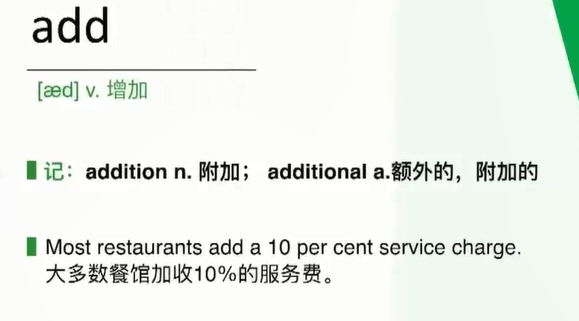 add
[æd] v. 增加
记：addition n. 附加； additional a.额外的，附加的
Most restaurants add a 10 per cent service charge.
大多数餐馆加收10%的服务费。